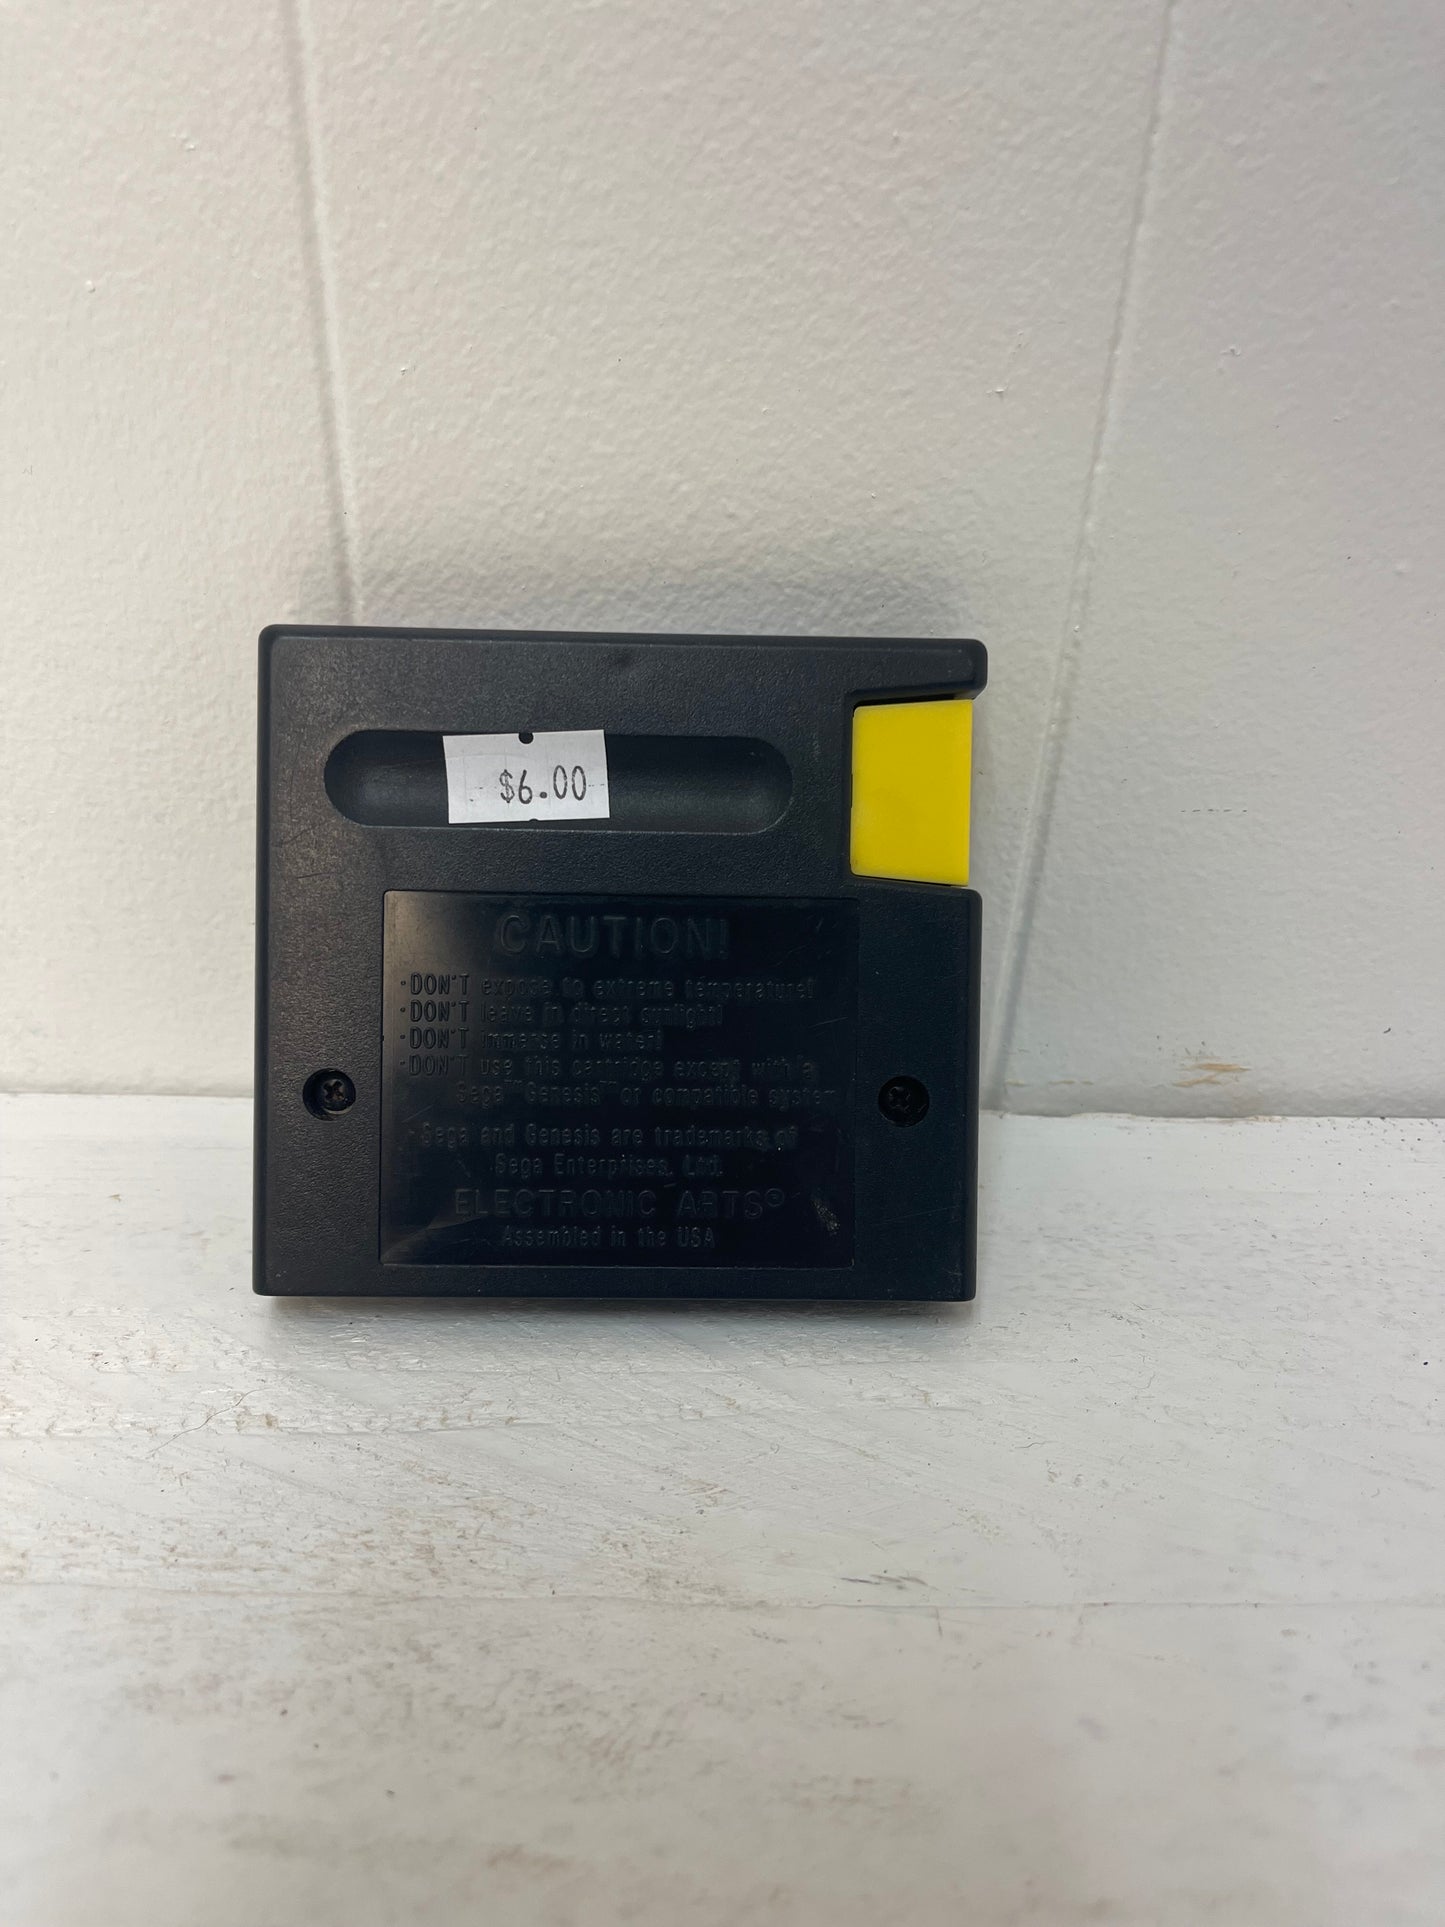 $6.00
CAUTION!
·DON'T expose to extreme temperature!
·DON'T leave in direct sunlight!
·DON'T immerse in water!
·DON'T use this cartridge except with a
Sega™ Genesis™ or compatible system
Sega and Genesis are trademarks of
Sega Enterprises, Ltd.
ELECTRONIC ARTS®
Assembled in the USA